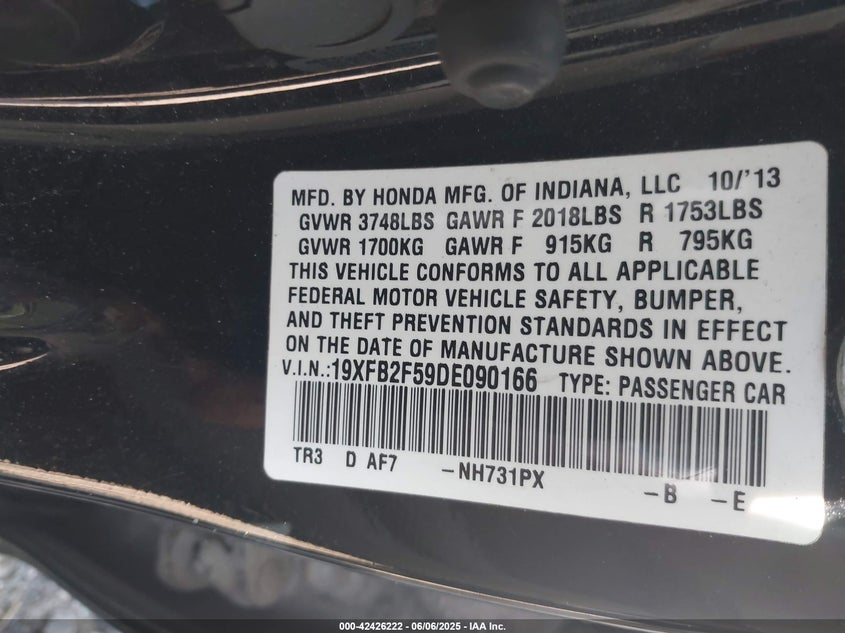 MFD. BY HONDA MFG. OF INDIANA, LLC 10/'13
GVWR 3748LBS GAWR F 2018LBS R 1753LBS
GVWR 1700KG GAWR F 915KG R 795KG
THIS VEHICLE CONFORMS TO ALL APPLICABLE
FEDERAL MOTOR VEHICLE SAFETY, BUMPER,
AND THEFT PREVENTION STANDARDS IN EFFECT
ON THE DATE OF MANUFACTURE SHOWN ABOVE.
V.I.N.:19XFB2F59DE090166 TYPE: PASSENGER CAR
TR3 D AF7 -NH731PX -B -E
000-42426222 - 06/06/2025 - IAA Inc.